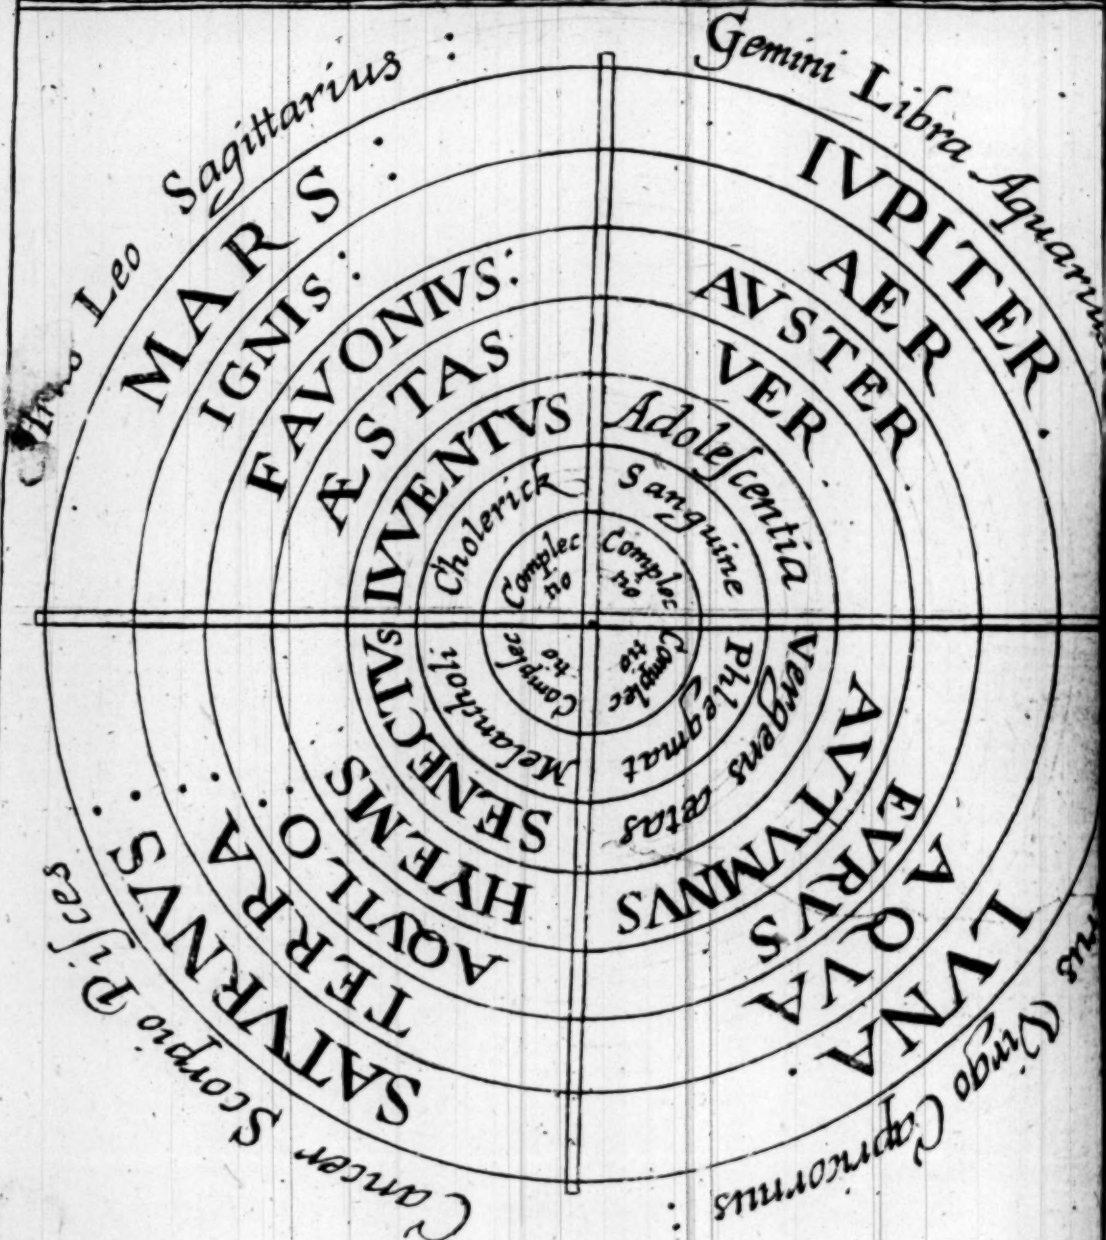 Sagittarius :
Leo
MARS :
IGNIS :
FAVONIVS :
ÆSTAS
IVVENTVS
Cholerick
Complec
tio
Gemini Libra Aquarius
IVPITER .
AER
AVSTER
VER
Adoleſcentia
Sanguine
Complec
tio
Virgo Capricornus :
LVNA .
AQVA
EVRVS
AVTVMNVS
Vergens ætas
Phlegmat
Complec
tio
Cancer Scorpio Piſces
SATVRNVS :
TERRA .
AQVILO :
HYEMS
SENECTVS
Melancholi
Complec
tio